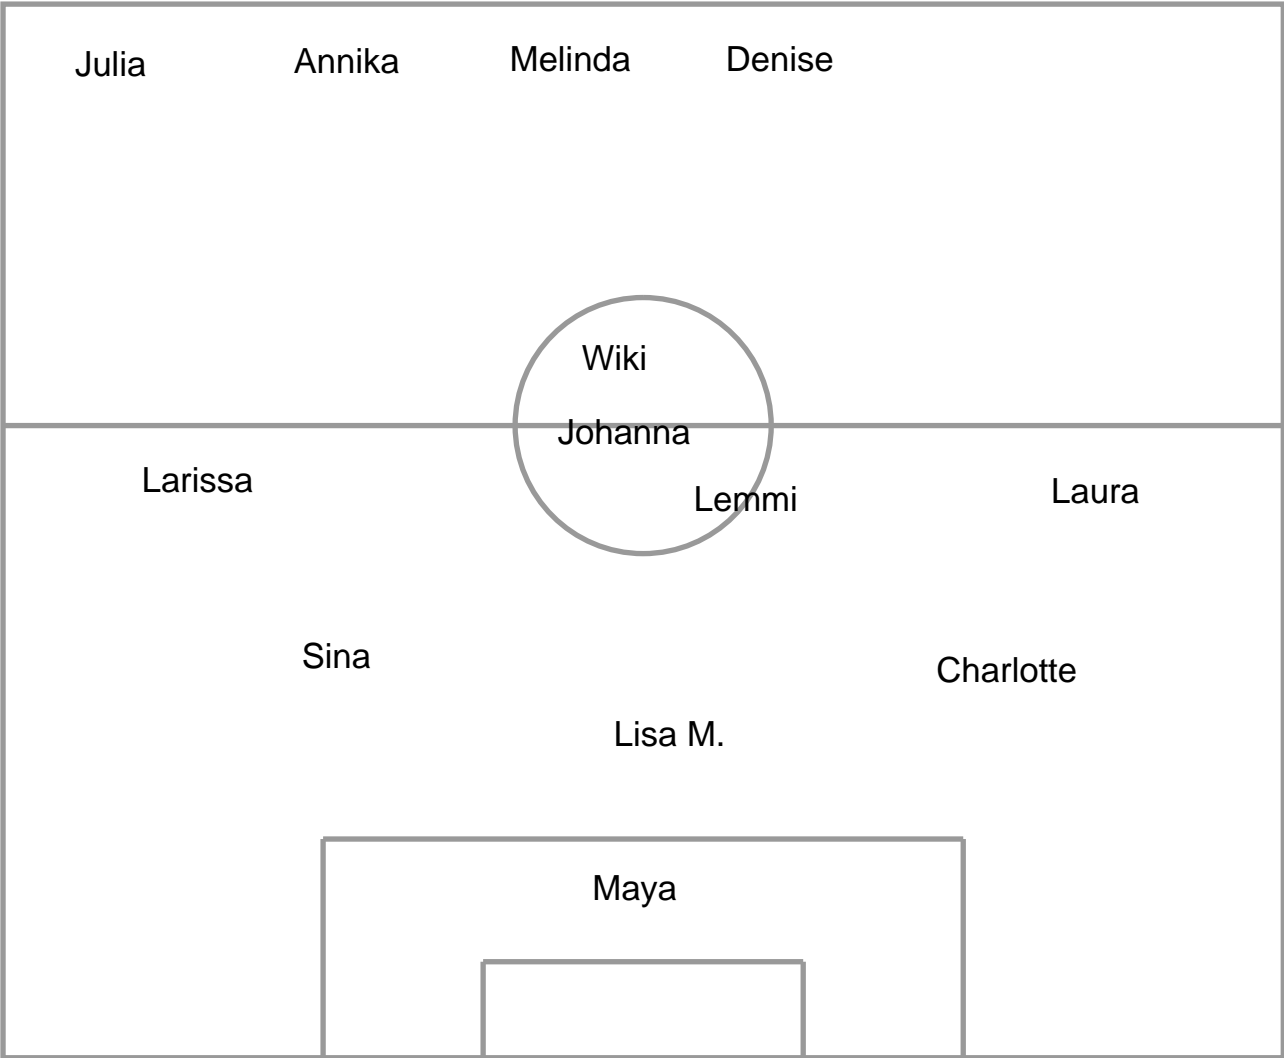 Julia Annika Melinda Denise
Wiki
Johanna
Larissa Lemmi Laura
Sina Charlotte
Lisa M.
Maya